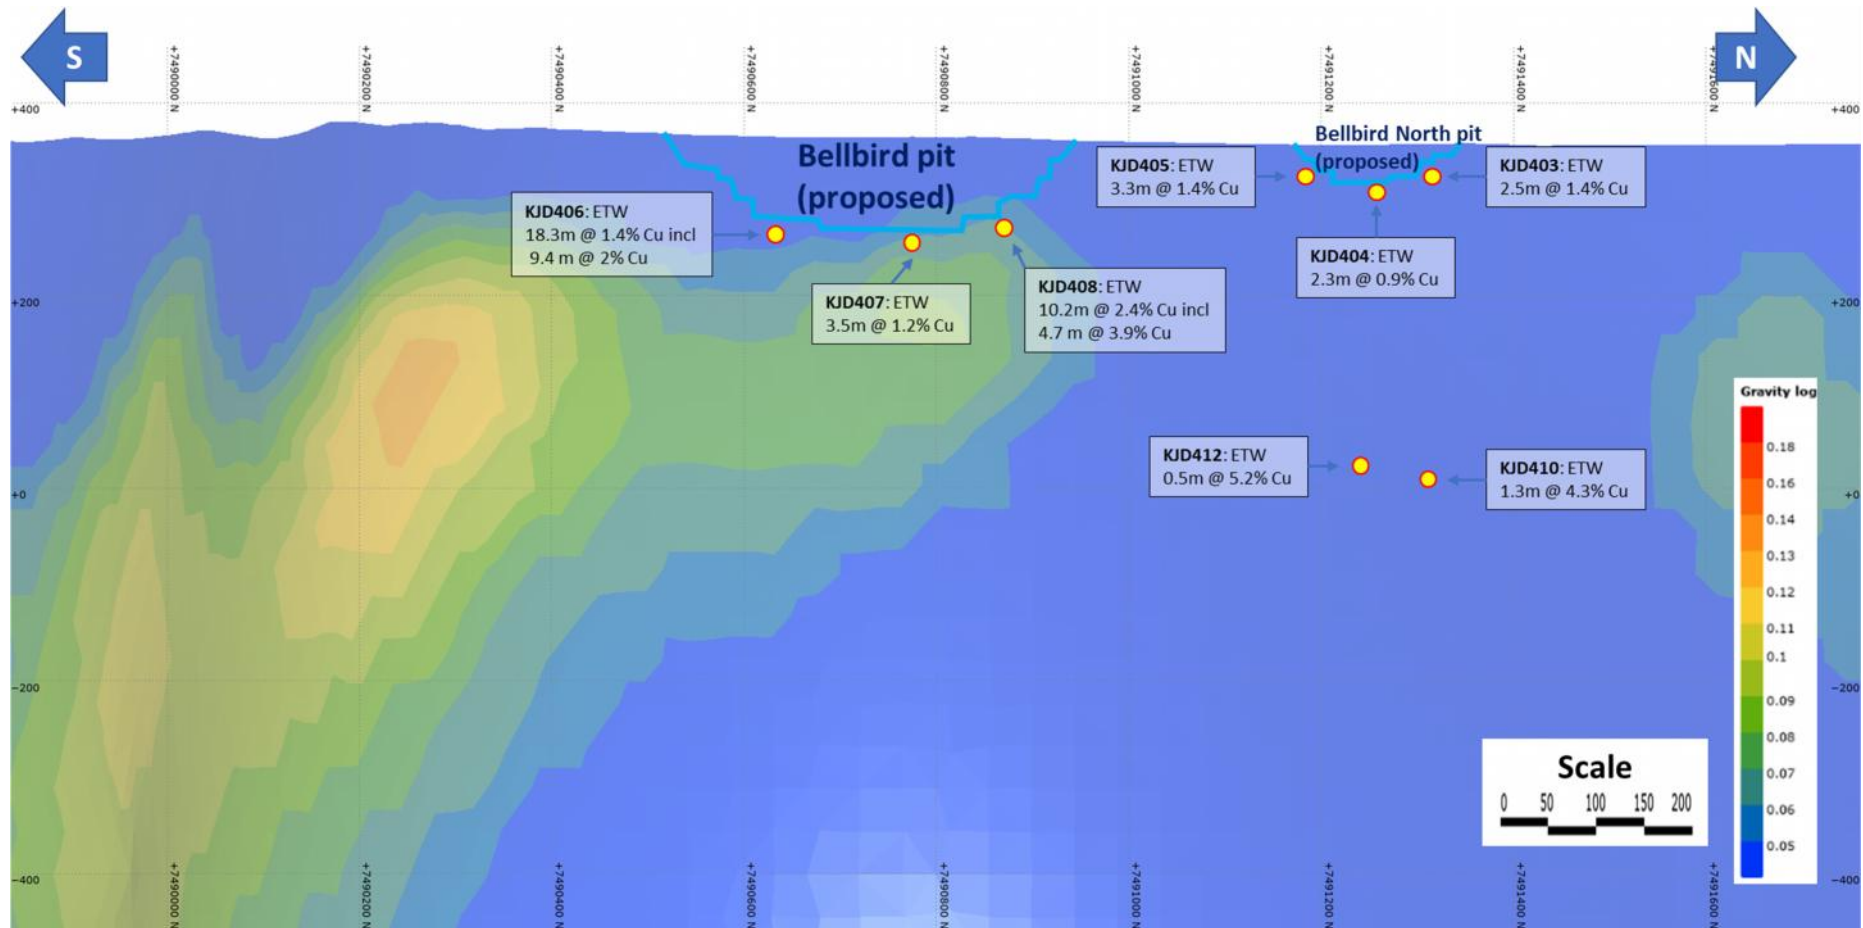 S
N
+7490000 N
+7490200 N
+7490400 N
+7490600 N
+7490800 N
+7491000 N
+7491200 N
+7491400 N
+7491600 N
+400
+400
Bellbird pit
(proposed)
Bellbird North pit
(proposed)
KJD405: ETW
3.3m @ 1.4% Cu
KJD403: ETW
2.5m @ 1.4% Cu
KJD406: ETW
18.3m @ 1.4% Cu incl
9.4 m @ 2% Cu
KJD404: ETW
2.3m @ 0.9% Cu
KJD407: ETW
3.5m @ 1.2% Cu
KJD408: ETW
10.2m @ 2.4% Cu incl
4.7 m @ 3.9% Cu
+200
+200
KJD412: ETW
0.5m @ 5.2% Cu
KJD410: ETW
1.3m @ 4.3% Cu
+0
+0
Gravity log
0.18
0.16
0.14
0.13
0.12
0.11
0.1
0.09
0.08
0.07
0.06
0.05
−200
−200
Scale
0 50 100 150 200
−400
−400
+7490000 N
+7490200 N
+7490400 N
+7490600 N
+7490800 N
+7491000 N
+7491200 N
+7491400 N
+7491600 N